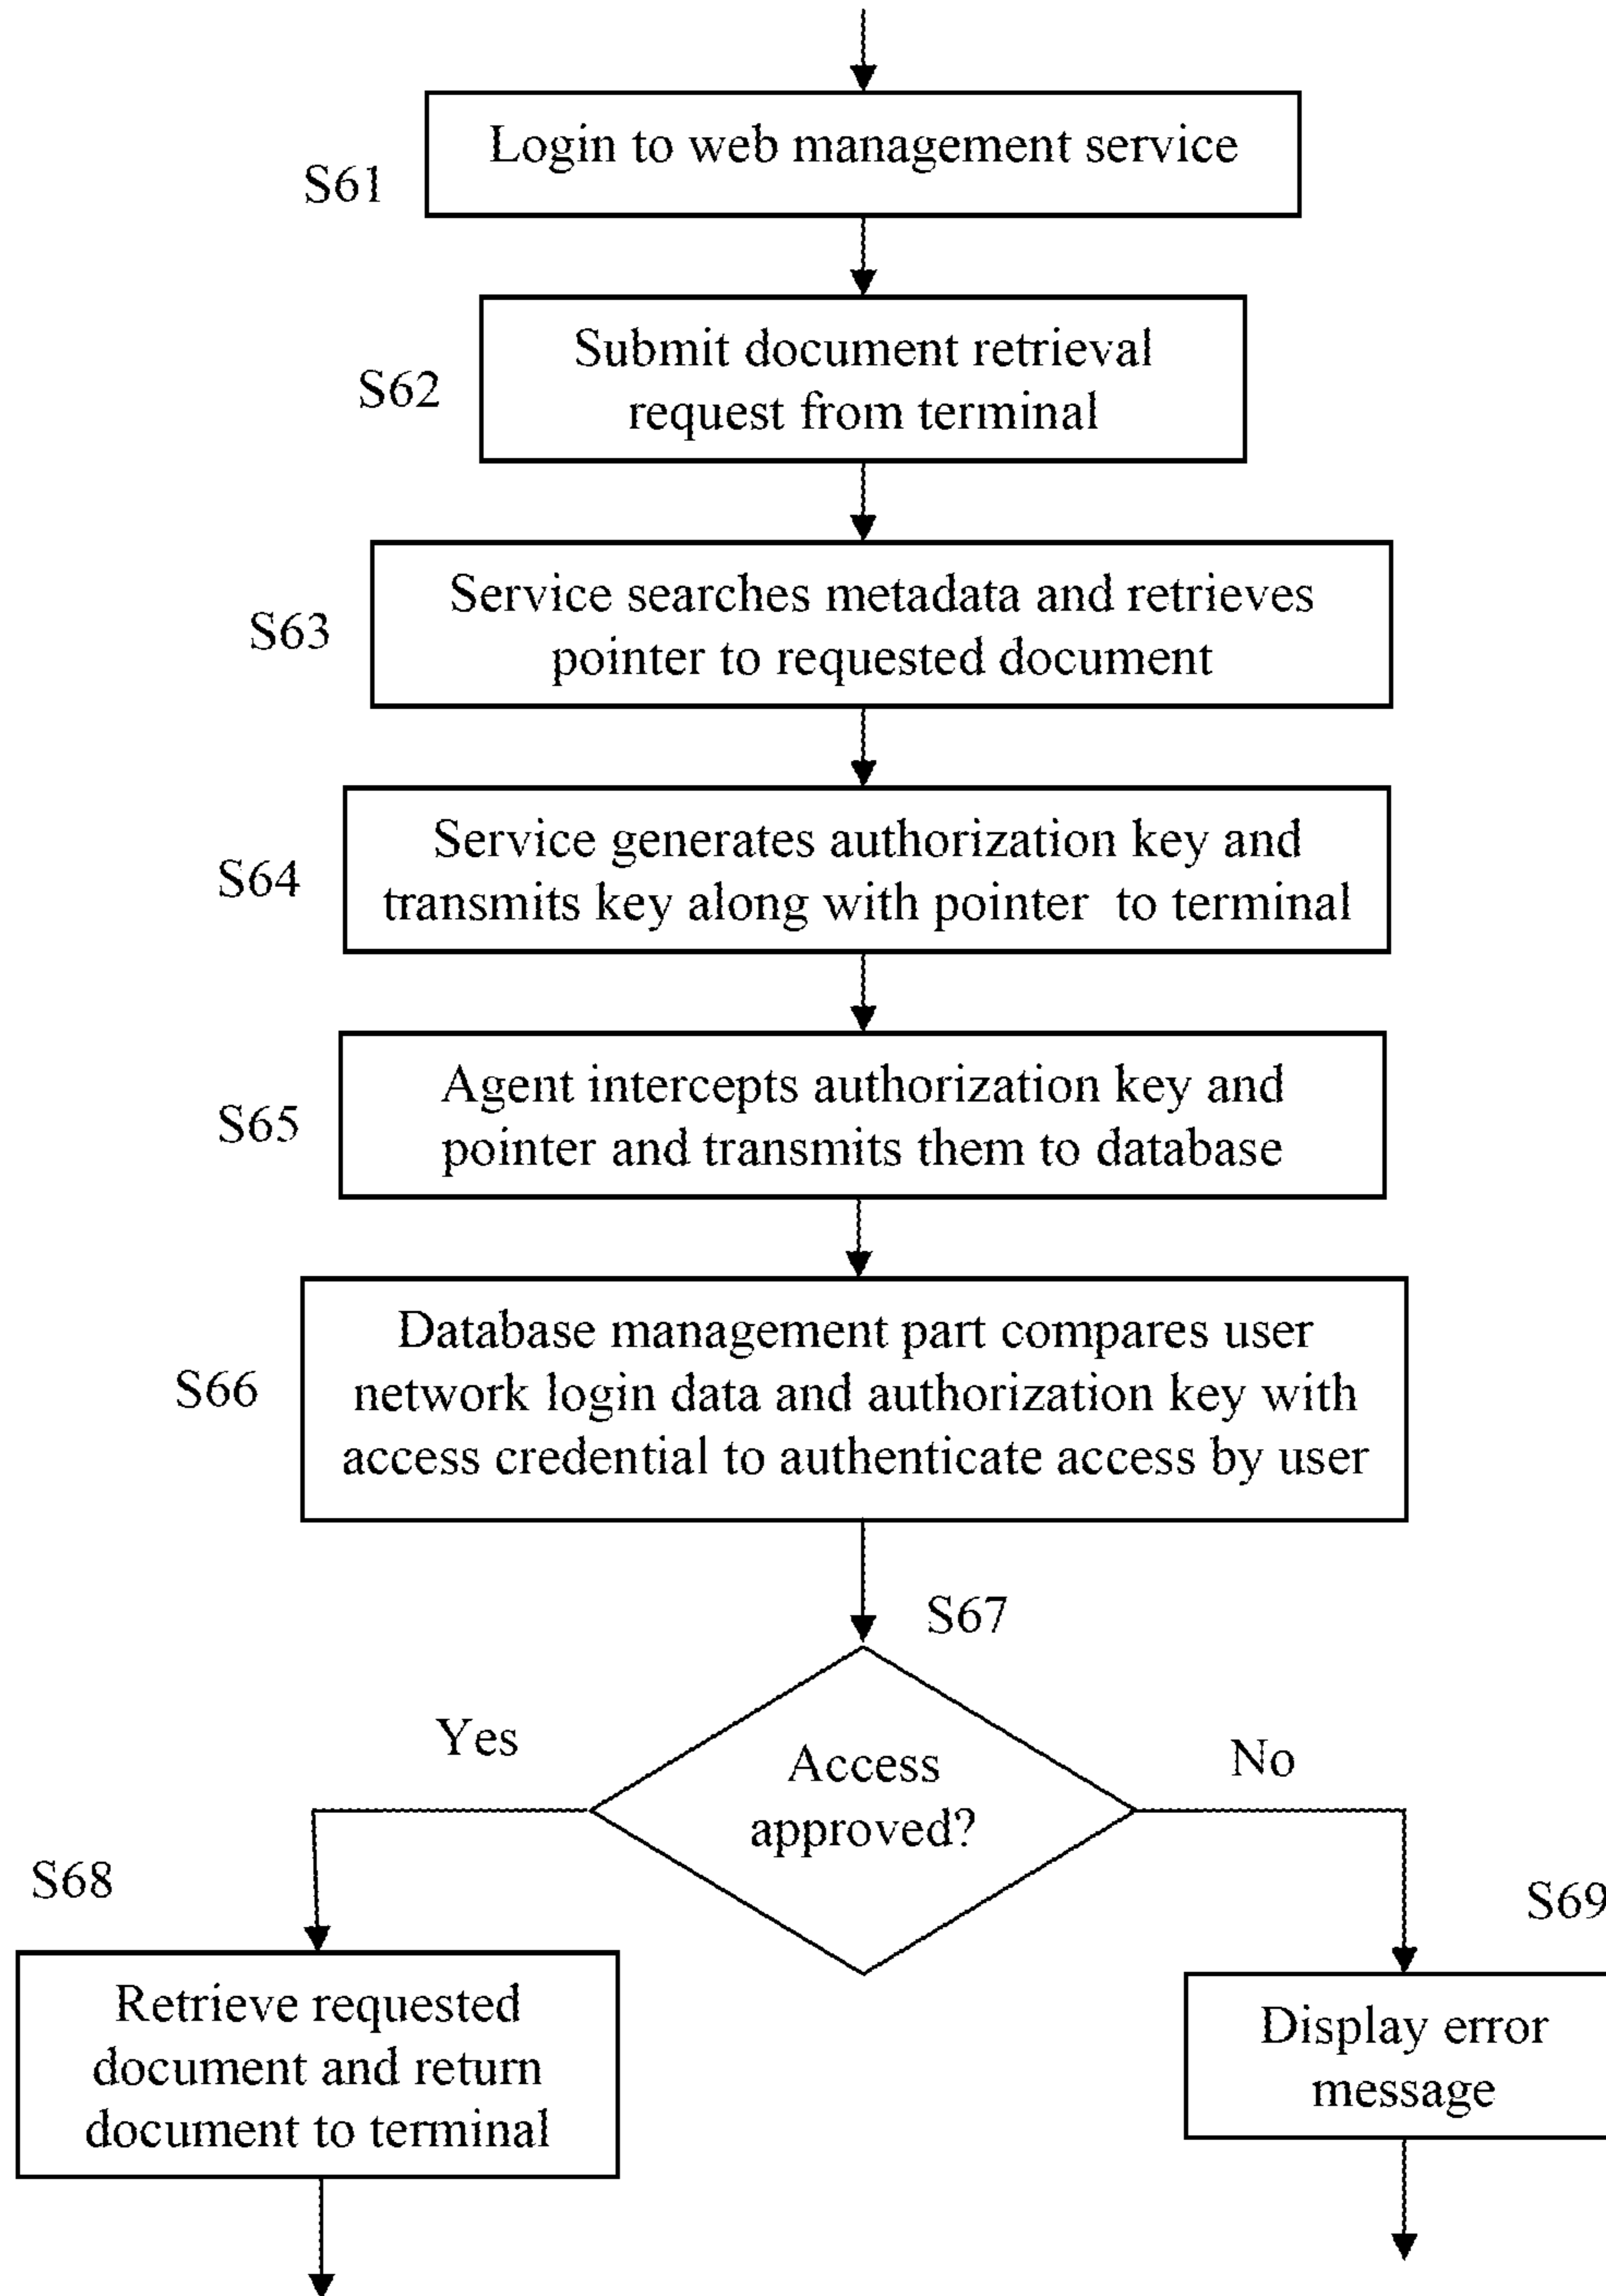 Login to web management service
S61
Submit document retrieval
request from terminal
S62
Service searches metadata and retrieves
pointer to requested document
S63
Service generates authorization key and
transmits key along with pointer to terminal
S64
Agent intercepts authorization key and
pointer and transmits them to database
S65
Database management part compares user
network login data and authorization key with
access credential to authenticate access by user
S66
S67
Access
approved?
Yes
No
S68
Retrieve requested
document and return
document to terminal
S69
Display error
message